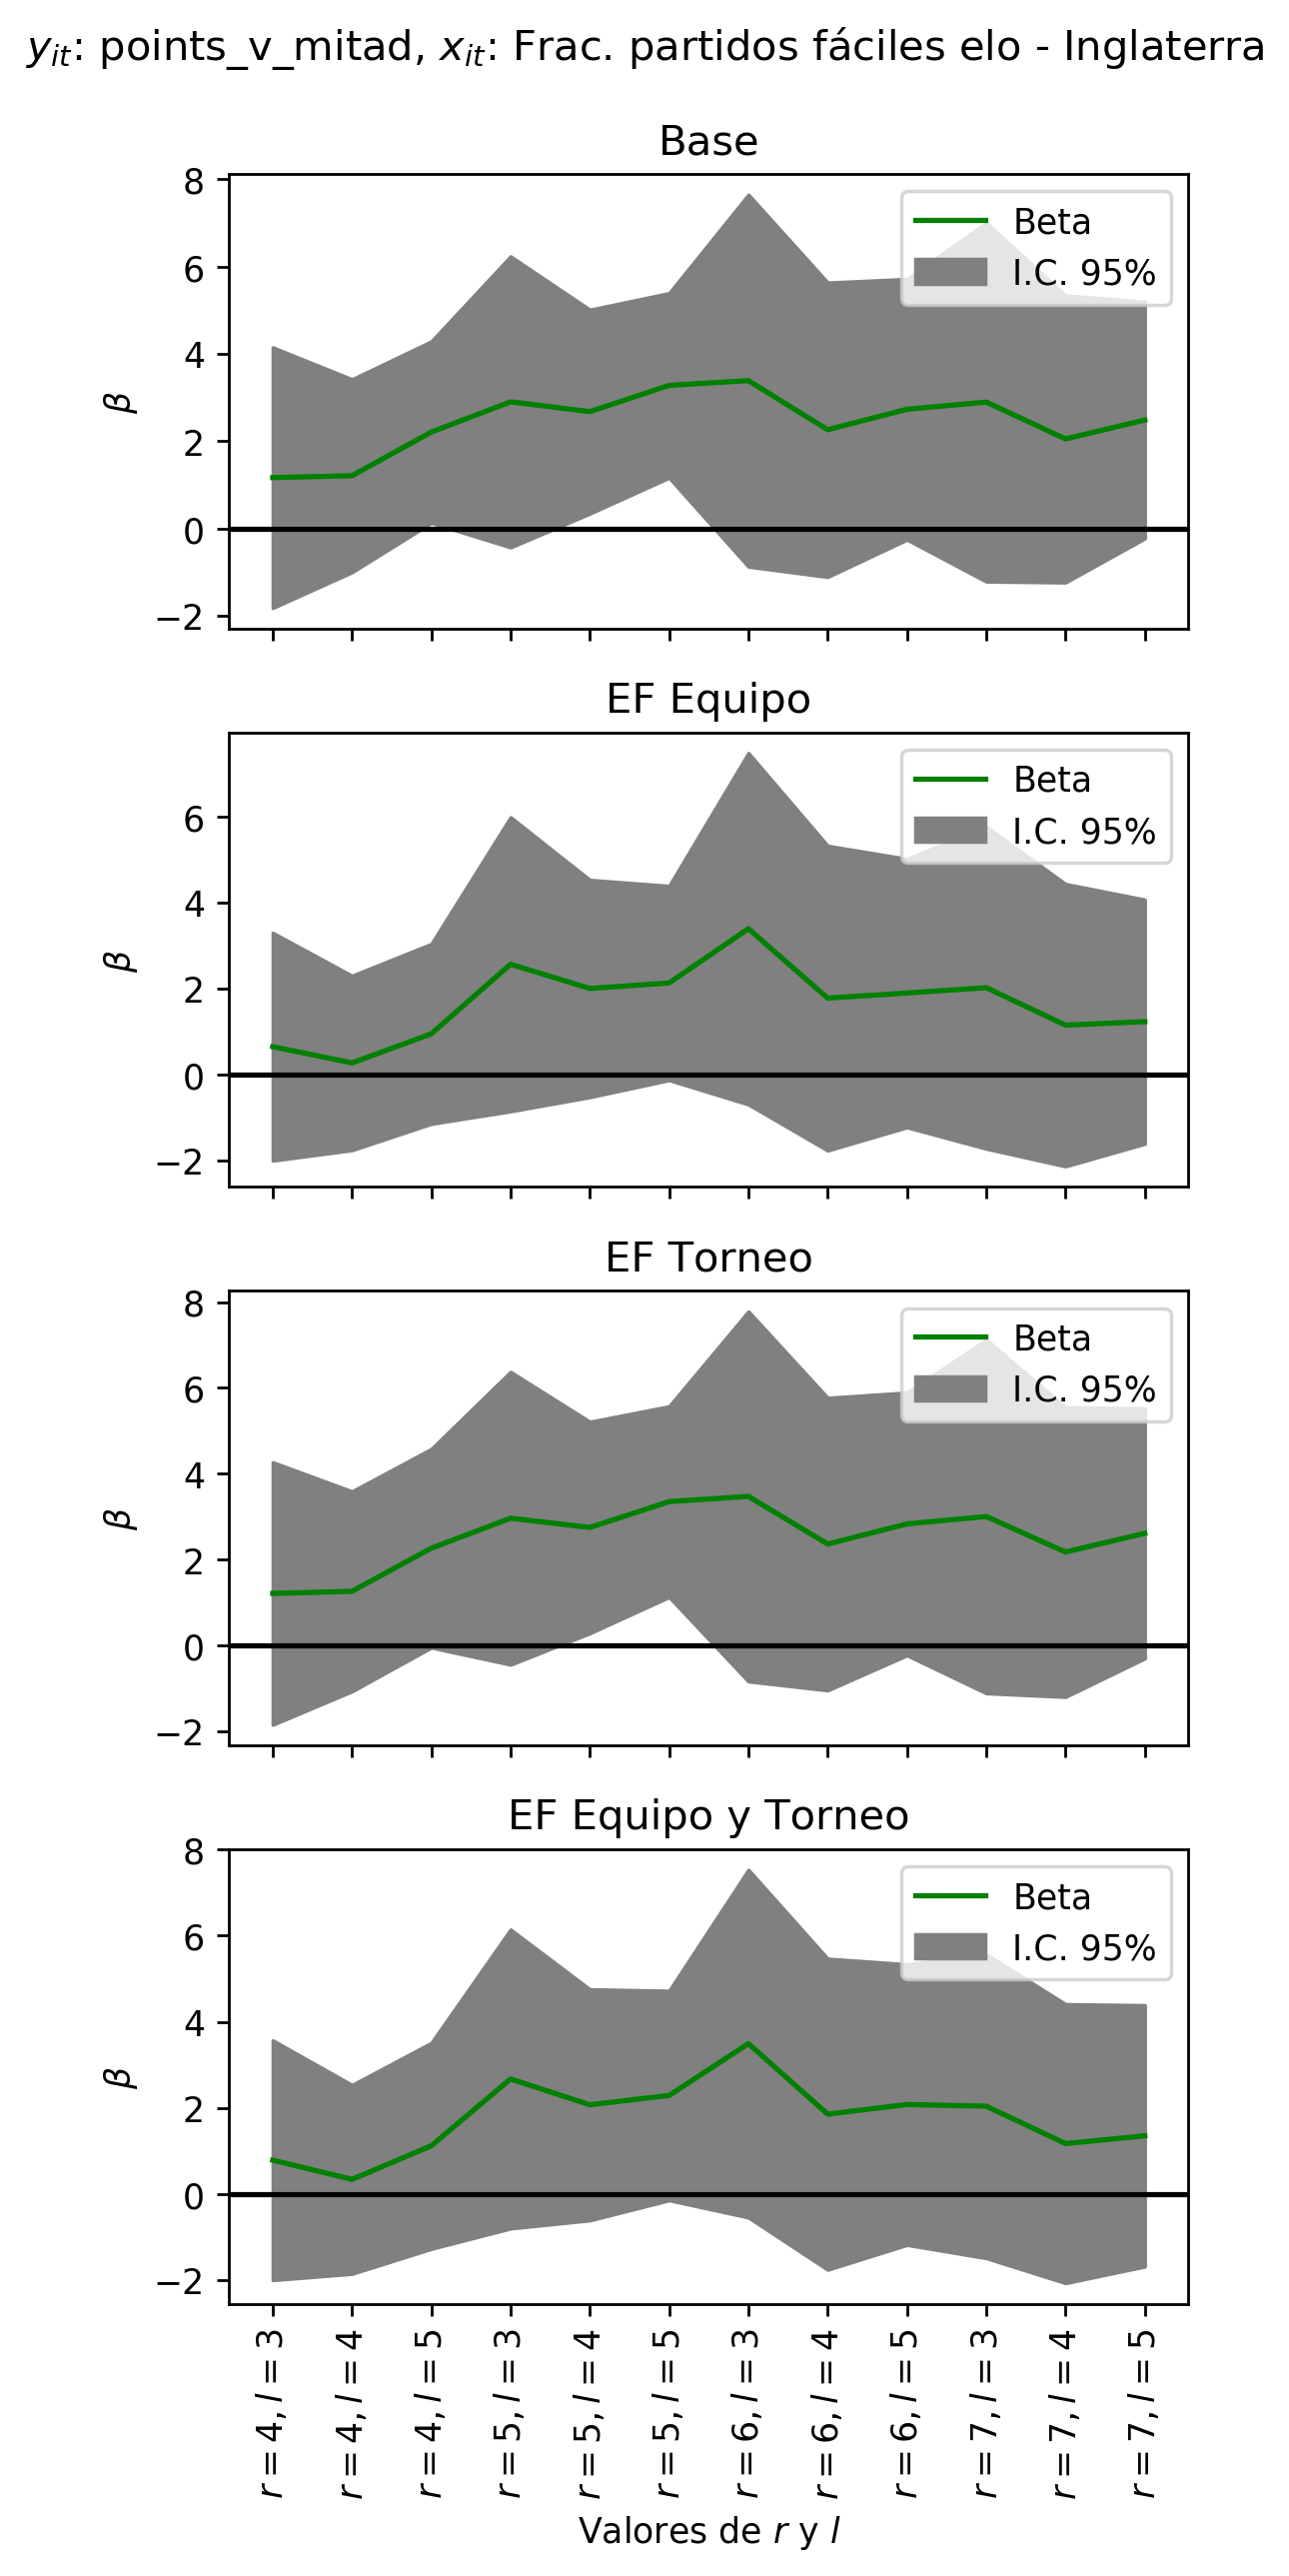 y_it: points_v_mitad, x_it: Frac. partidos fáciles elo - Inglaterra
Base
8
6
4
2
0
−2
β
Beta
I.C. 95%
EF Equipo
6
4
2
0
−2
β
Beta
I.C. 95%
EF Torneo
8
6
4
2
0
−2
β
Beta
I.C. 95%
EF Equipo y Torneo
8
6
4
2
0
−2
β
Beta
I.C. 95%
r = 4, l = 3
r = 4, l = 4
r = 4, l = 5
r = 5, l = 3
r = 5, l = 4
r = 5, l = 5
r = 6, l = 3
r = 6, l = 4
r = 6, l = 5
r = 7, l = 3
r = 7, l = 4
r = 7, l = 5
Valores de r y l